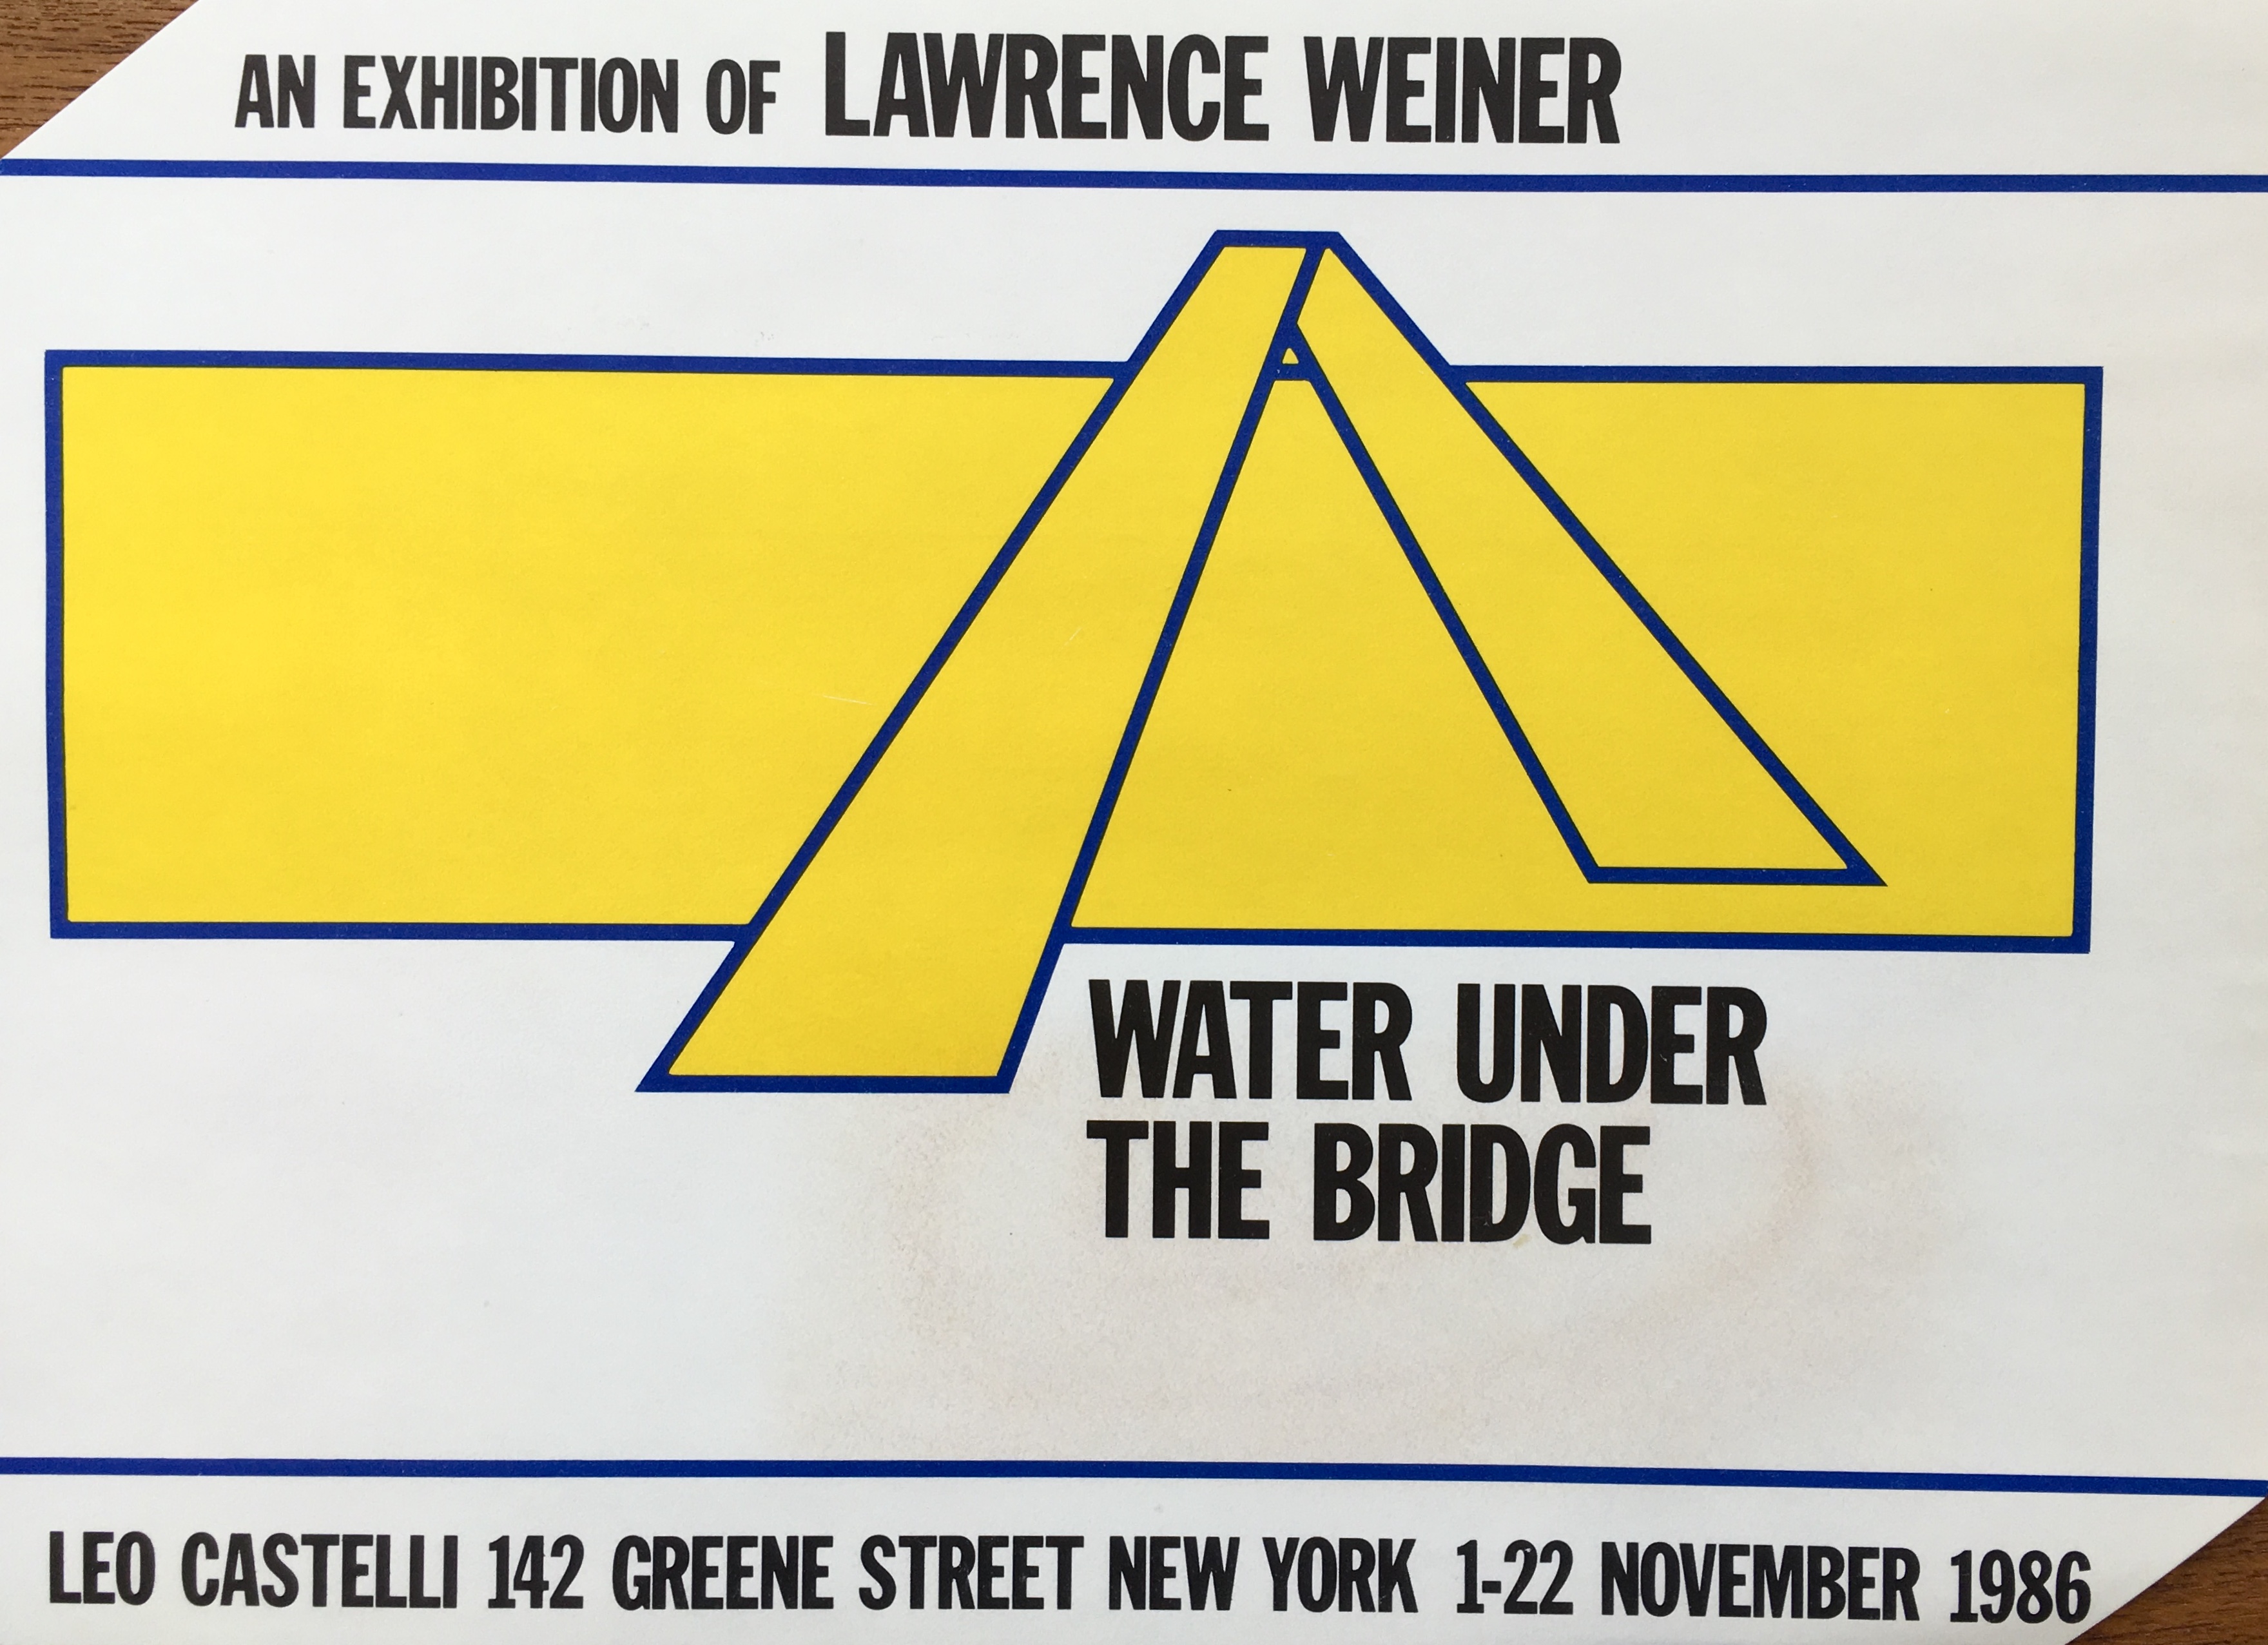 AN EXHIBITION OF LAWRENCE WEINER
WATER UNDER
THE BRIDGE
LEO CASTELLI 142 GREENE STREET NEW YORK 1-22 NOVEMBER 1986